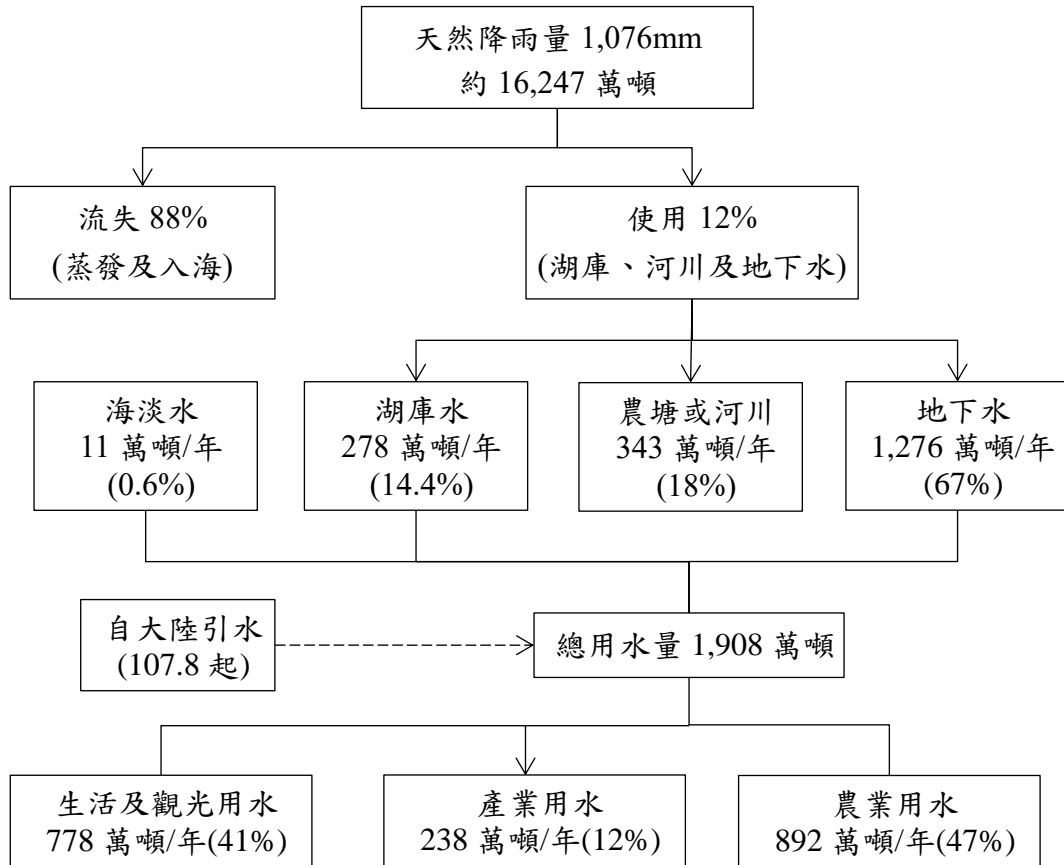 天然降雨量 1,076mm
約 16,247 萬噸
流失 88%
(蒸發及入海)
使用 12%
(湖庫、河川及地下水)
海淡水
11 萬噸/年
(0.6%)
湖庫水
278 萬噸/年
(14.4%)
農塘或河川
343 萬噸/年
(18%)
地下水
1,276 萬噸/年
(67%)
自大陸引水
(107.8 起)
總用水量 1,908 萬噸
生活及觀光用水
778 萬噸/年(41%)
產業用水
238 萬噸/年(12%)
農業用水
892 萬噸/年(47%)